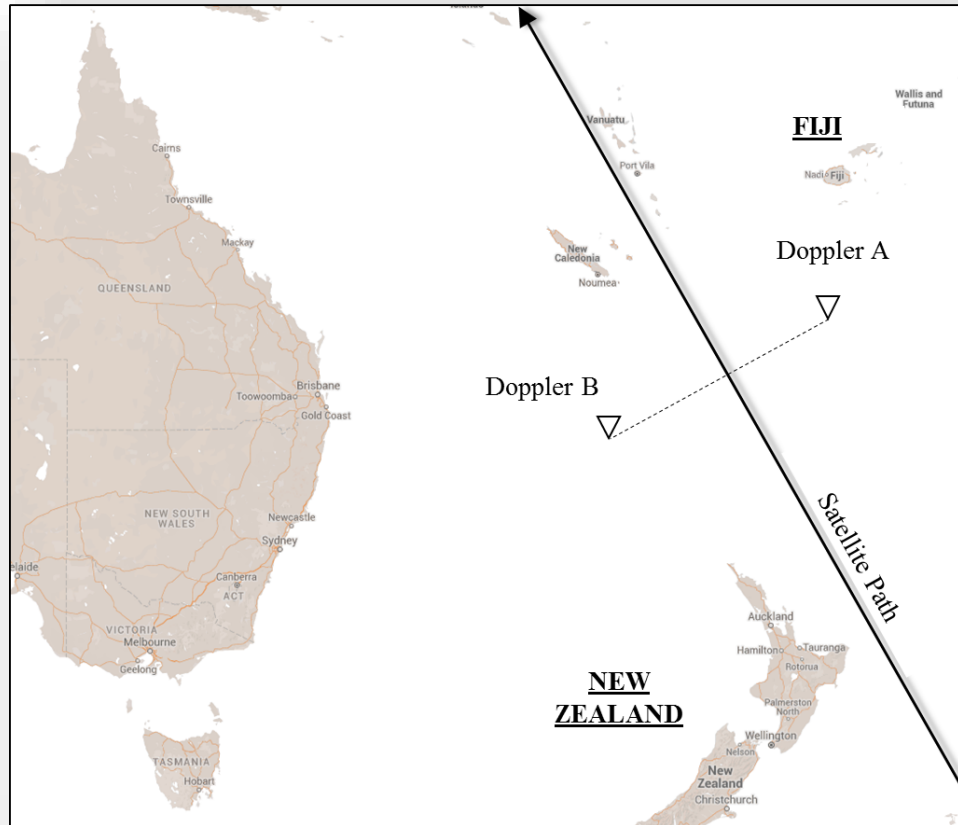 Islands
Wallis and
Futuna
Vanuatu
FIJI
Cairns
Port Vila
Nadi
Fiji
Townsville
Mackay
New
Caledonia
Doppler A
Noumea
QUEENSLAND
Brisbane
Toowoomba
Gold Coast
Doppler B
Satellite Path
NEW SOUTH
WALES
Newcastle
Sydney
elaide
Canberra
ACT
Auckland
VICTORIA
Melbourne
Geelong
Hamilton
Tauranga
Rotorua
NEW
ZEALAND
Palmerston
North
Wellington
Nelson
TASMANIA
Hobart
New
Zealand
Christchurch